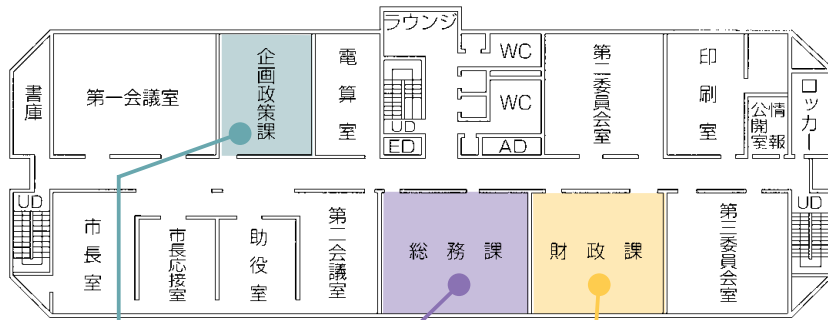 ラウンジ
書庫
第一会議室
企画政策課
電算室
UD
ED
WC
WC
AD
第二委員会室
印刷室
情報公開室
ロッカー
UD
市長室
市長応接室
助役室
第二会議室
総務課
財政課
第三委員会室
UD